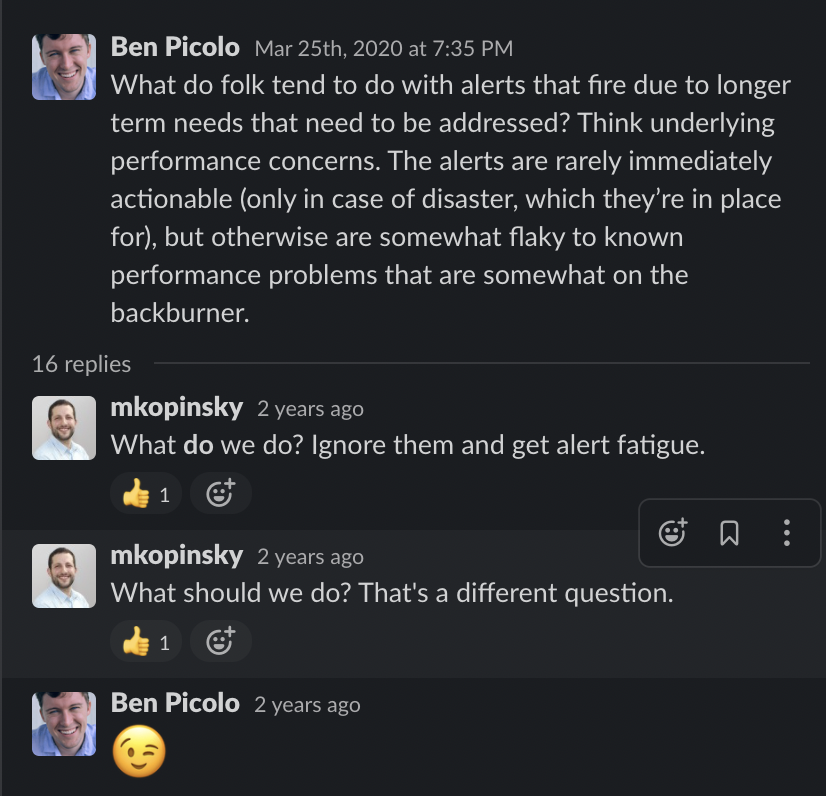 Ben Picolo Mar 25th, 2020 at 7:35 PM
What do folk tend to do with alerts that fire due to longer
term needs that need to be addressed? Think underlying
performance concerns. The alerts are rarely immediately
actionable (only in case of disaster, which they’re in place
for), but otherwise are somewhat flaky to known
performance problems that are somewhat on the
backburner.
16 replies
mkopinsky 2 years ago
What do we do? Ignore them and get alert fatigue.
👍 1
mkopinsky 2 years ago
What should we do? That's a different question.
👍 1
Ben Picolo 2 years ago
😉